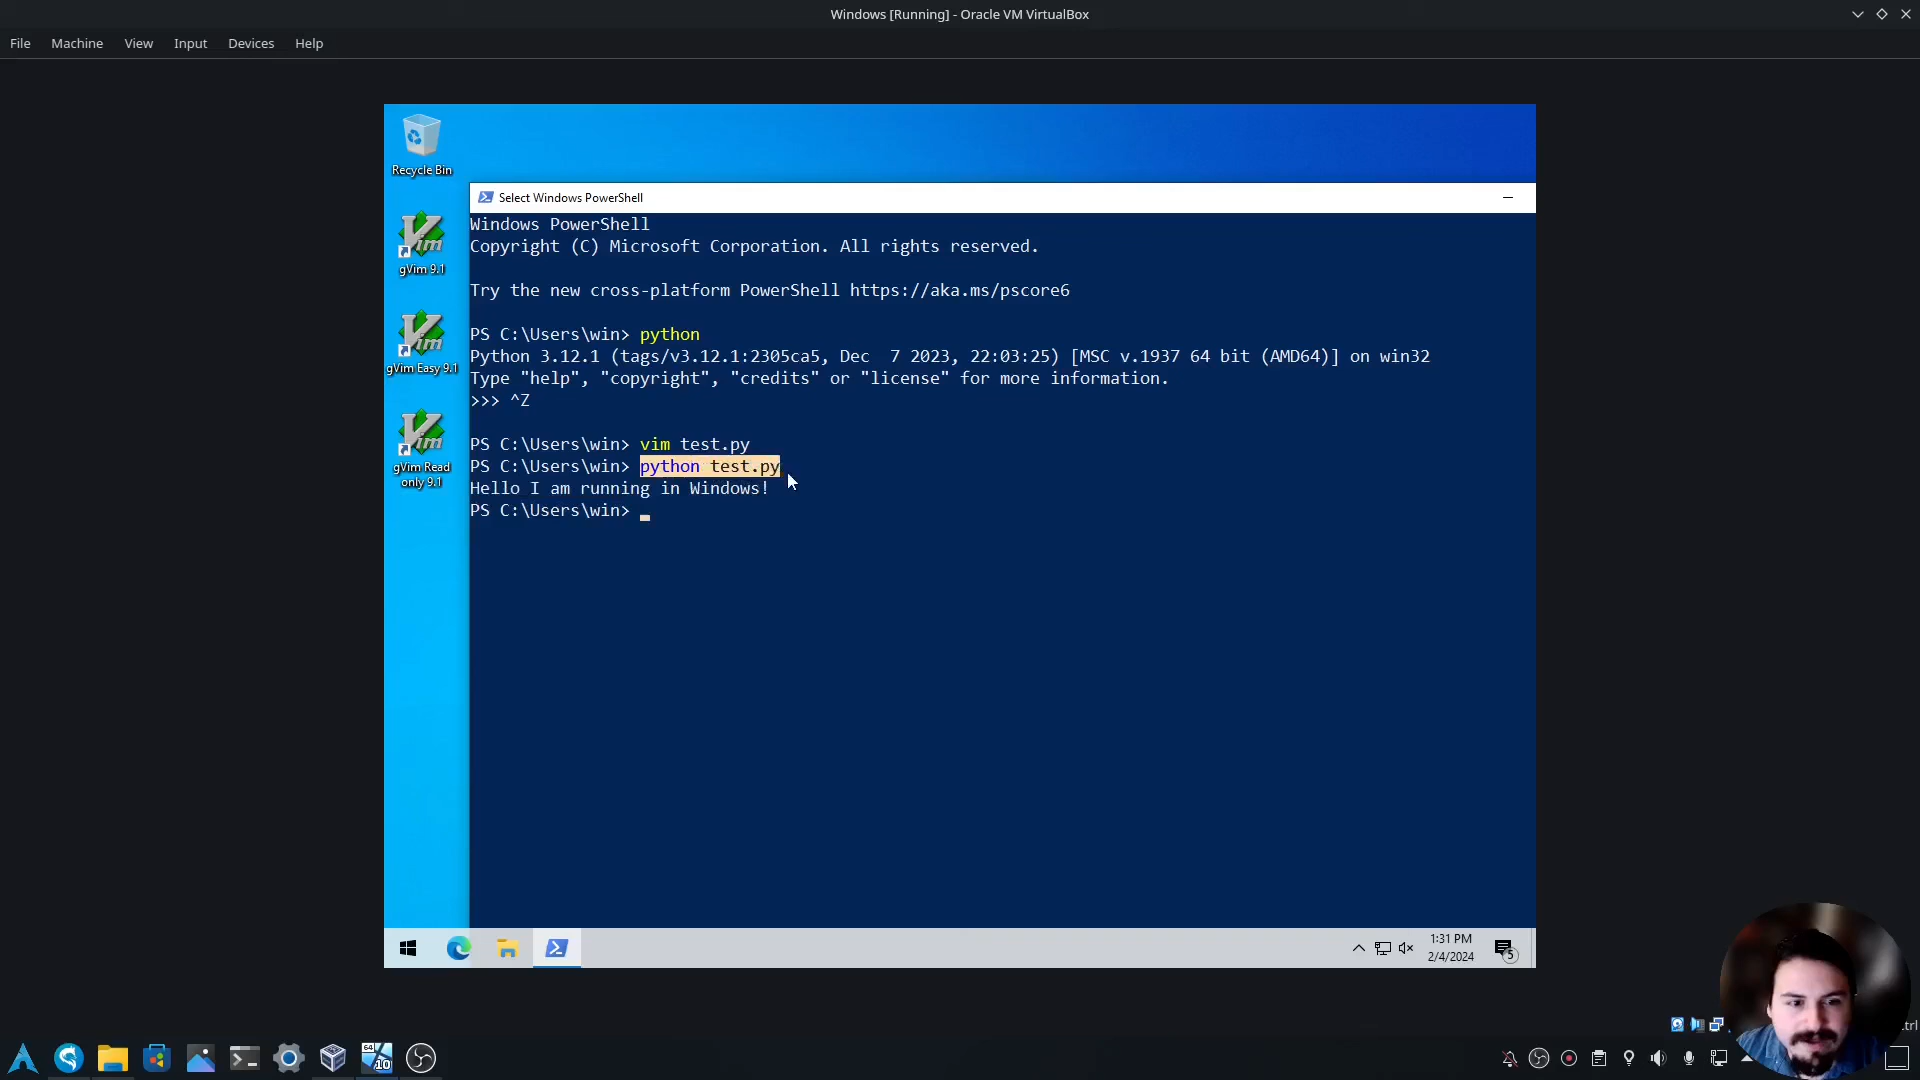 Windows [Running] - Oracle VM VirtualBox
File Machine View Input Devices Help
Recycle Bin
gVim 9.1
gVim Easy 9.1
gVim Read
only 9.1
Select Windows PowerShell
Windows PowerShell
Copyright (C) Microsoft Corporation. All rights reserved.
Try the new cross-platform PowerShell https://aka.ms/pscore6
PS C:\Users\win> python
Python 3.12.1 (tags/v3.12.1:2305ca5, Dec  7 2023, 22:03:25) [MSC v.1937 64 bit (AMD64)] on win32
Type "help", "copyright", "credits" or "license" for more information.
>>> ^Z
PS C:\Users\win> vim test.py
PS C:\Users\win> python test.py
Hello I am running in Windows!
PS C:\Users\win>
1:31 PM
2/4/2024
5
trl
64
10